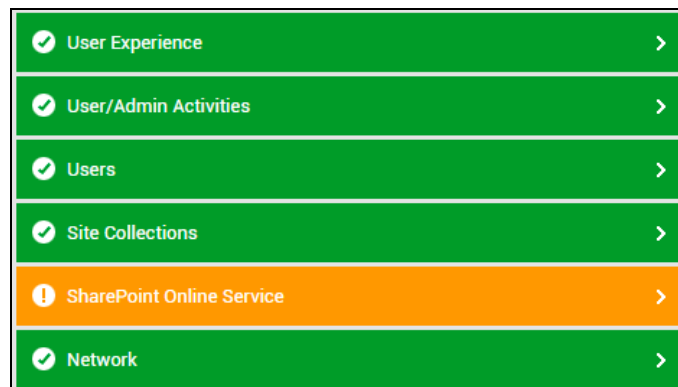 User Experience
User/Admin Activities
Users
Site Collections
SharePoint Online Service
Network